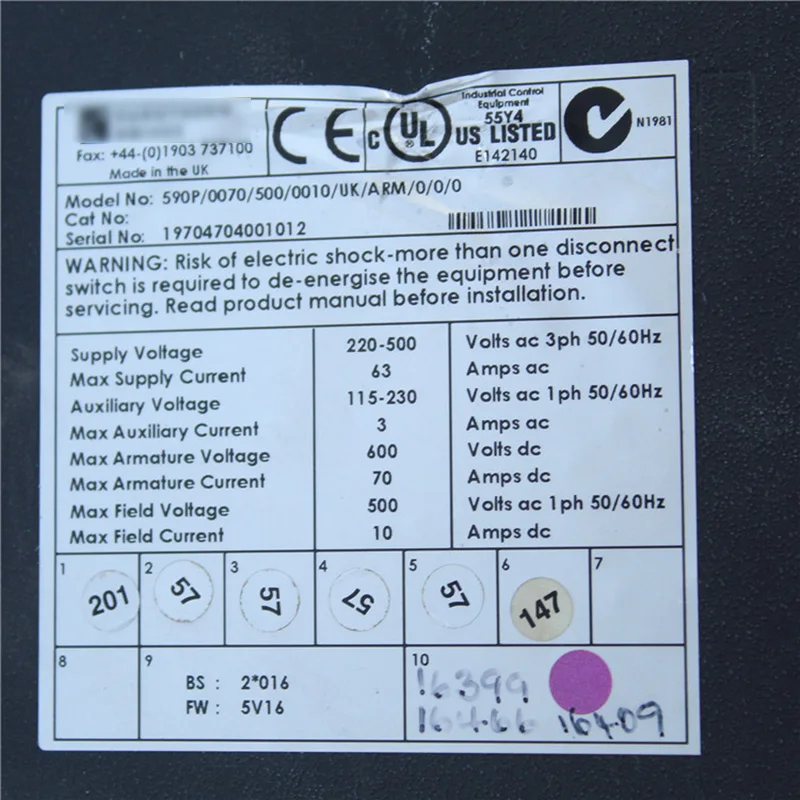 Fax: +44-(0)1903 737100
Made in the UK
CE
C UL ® US LISTED
Industrial Control
Equipment
55Y4
E142140
N1981
Model No: 590P/0070/500/0010/UK/ARM/0/0/0
Cat No:
Serial No: 19704704001012
WARNING: Risk of electric shock-more than one disconnect
switch is required to de-energise the equipment before
servicing. Read product manual before installation.
Supply Voltage 220-500 Volts ac 3ph 50/60Hz
Max Supply Current 63 Amps ac
Auxiliary Voltage 115-230 Volts ac 1ph 50/60Hz
Max Auxiliary Current 3 Amps ac
Max Armature Voltage 600 Volts dc
Max Armature Current 70 Amps dc
Max Field Voltage 500 Volts ac 1ph 50/60Hz
Max Field Current 10 Amps dc
1 201 2 57 3 57 4 57 5 57 6 147 7
8 9 10
BS : 2*016
FW : 5V16
16399
16466 16409